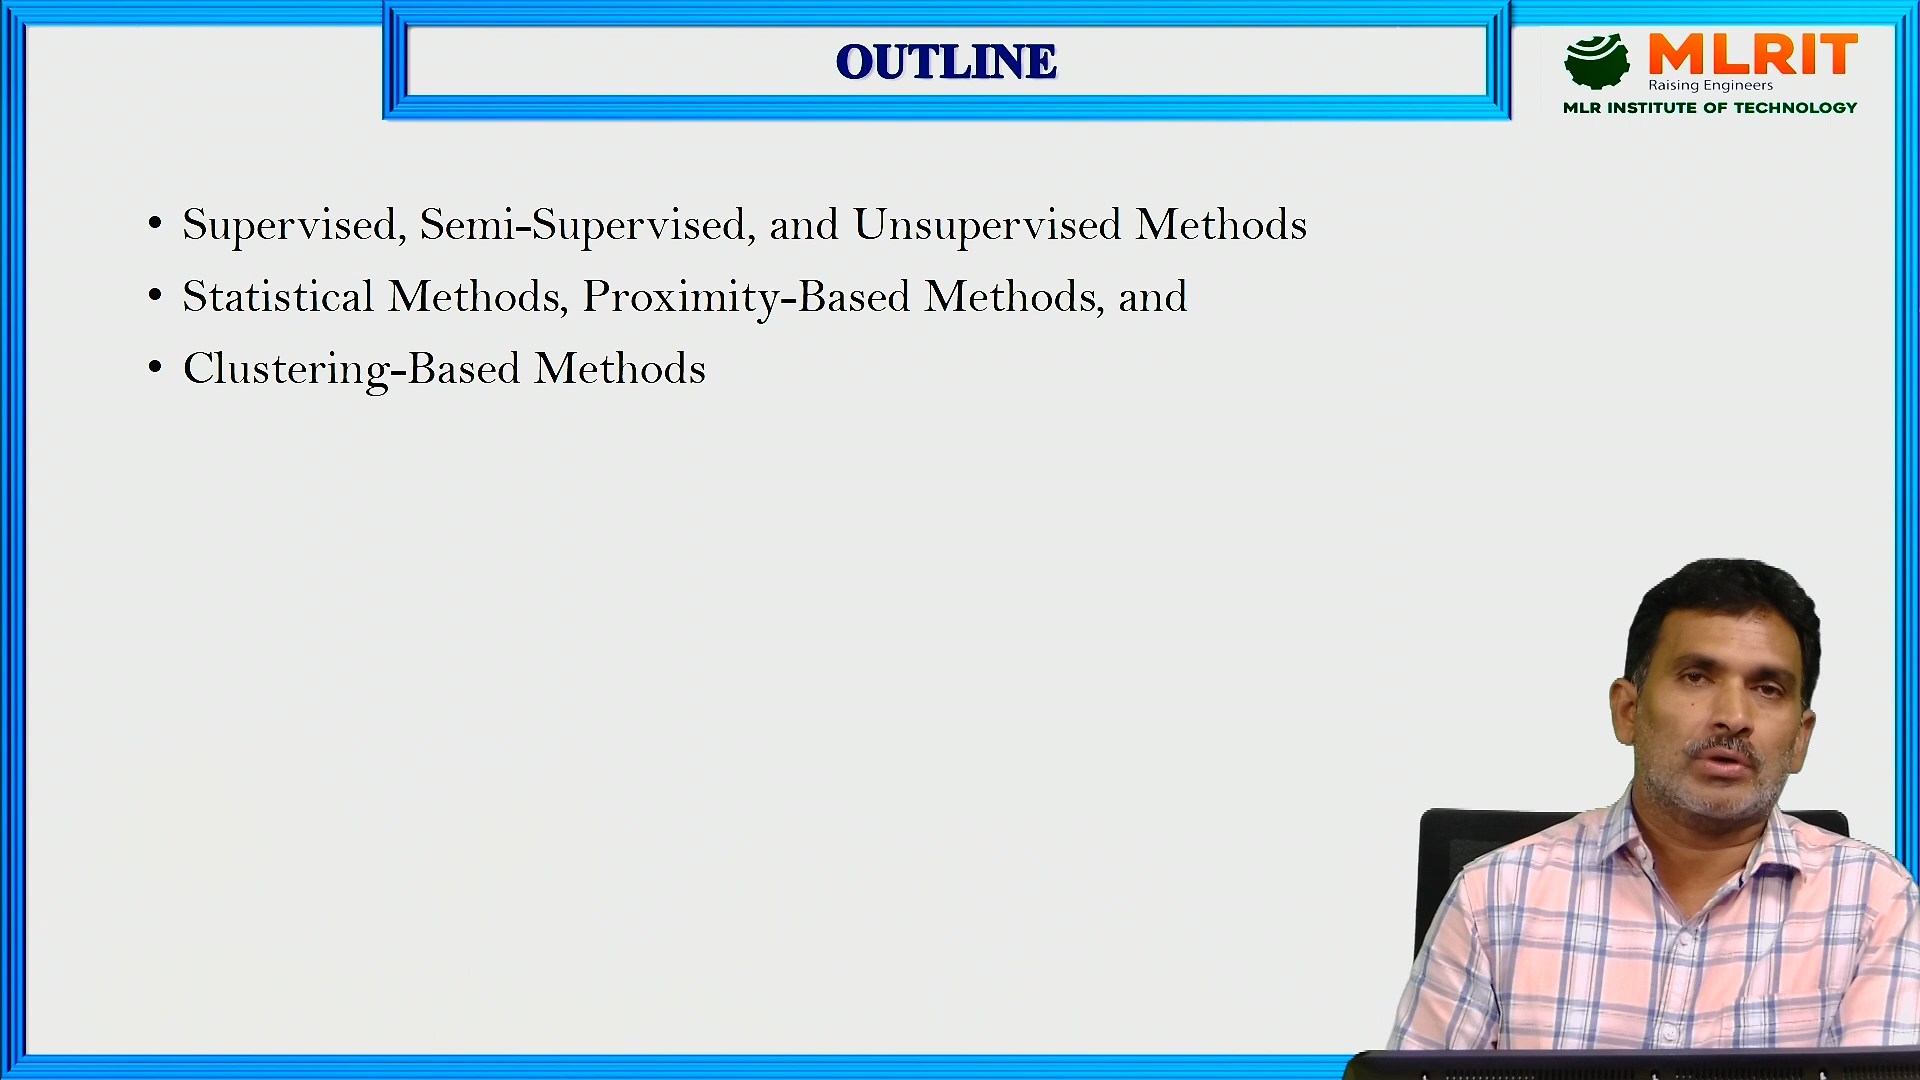 OUTLINE
MLRIT
Raising Engineers
MLR INSTITUTE OF TECHNOLOGY
• Supervised, Semi-Supervised, and Unsupervised Methods
• Statistical Methods, Proximity-Based Methods, and
• Clustering-Based Methods